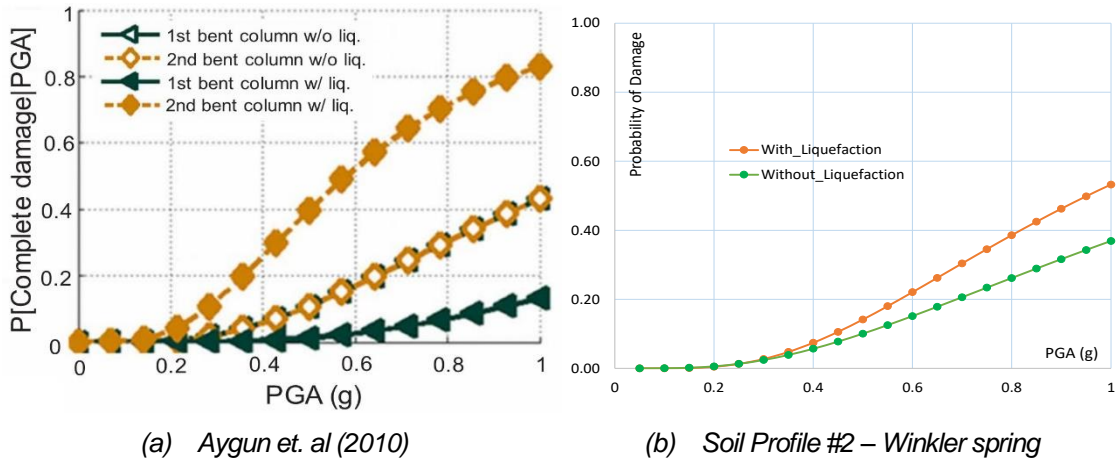 1st bent column w/o liq.
2nd bent column w/o liq.
1st bent column w/ liq.
2nd bent column w/ liq.
P[Complete damage|PGA]
1
0.8
0.6
0.4
0.2
0
0 0.2 0.4 0.6 0.8 1
PGA (g)
(a) Aygun et. al (2010)
Probability of Damage
1.00
0.80
0.60
0.40
0.20
0.00
With_Liquefaction
Without_Liquefaction
PGA (g)
0 0.2 0.4 0.6 0.8 1
(b) Soil Profile #2 – Winkler spring